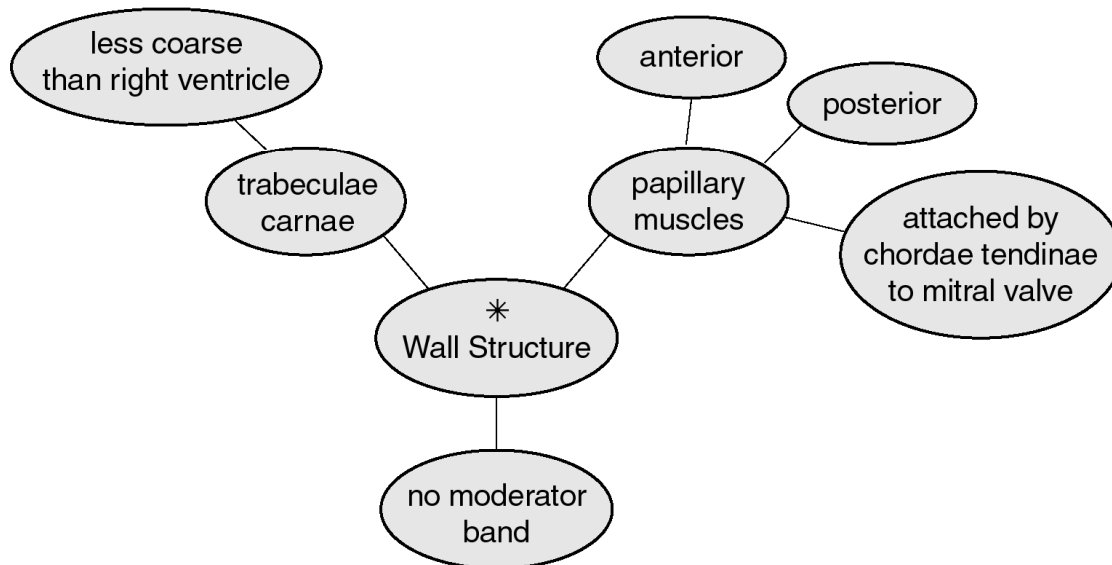 less coarse
than right ventricle
anterior
posterior
trabeculae
carnae
papillary
muscles
attached by
chordae tendinae
to mitral valve
✳
Wall Structure
no moderator
band